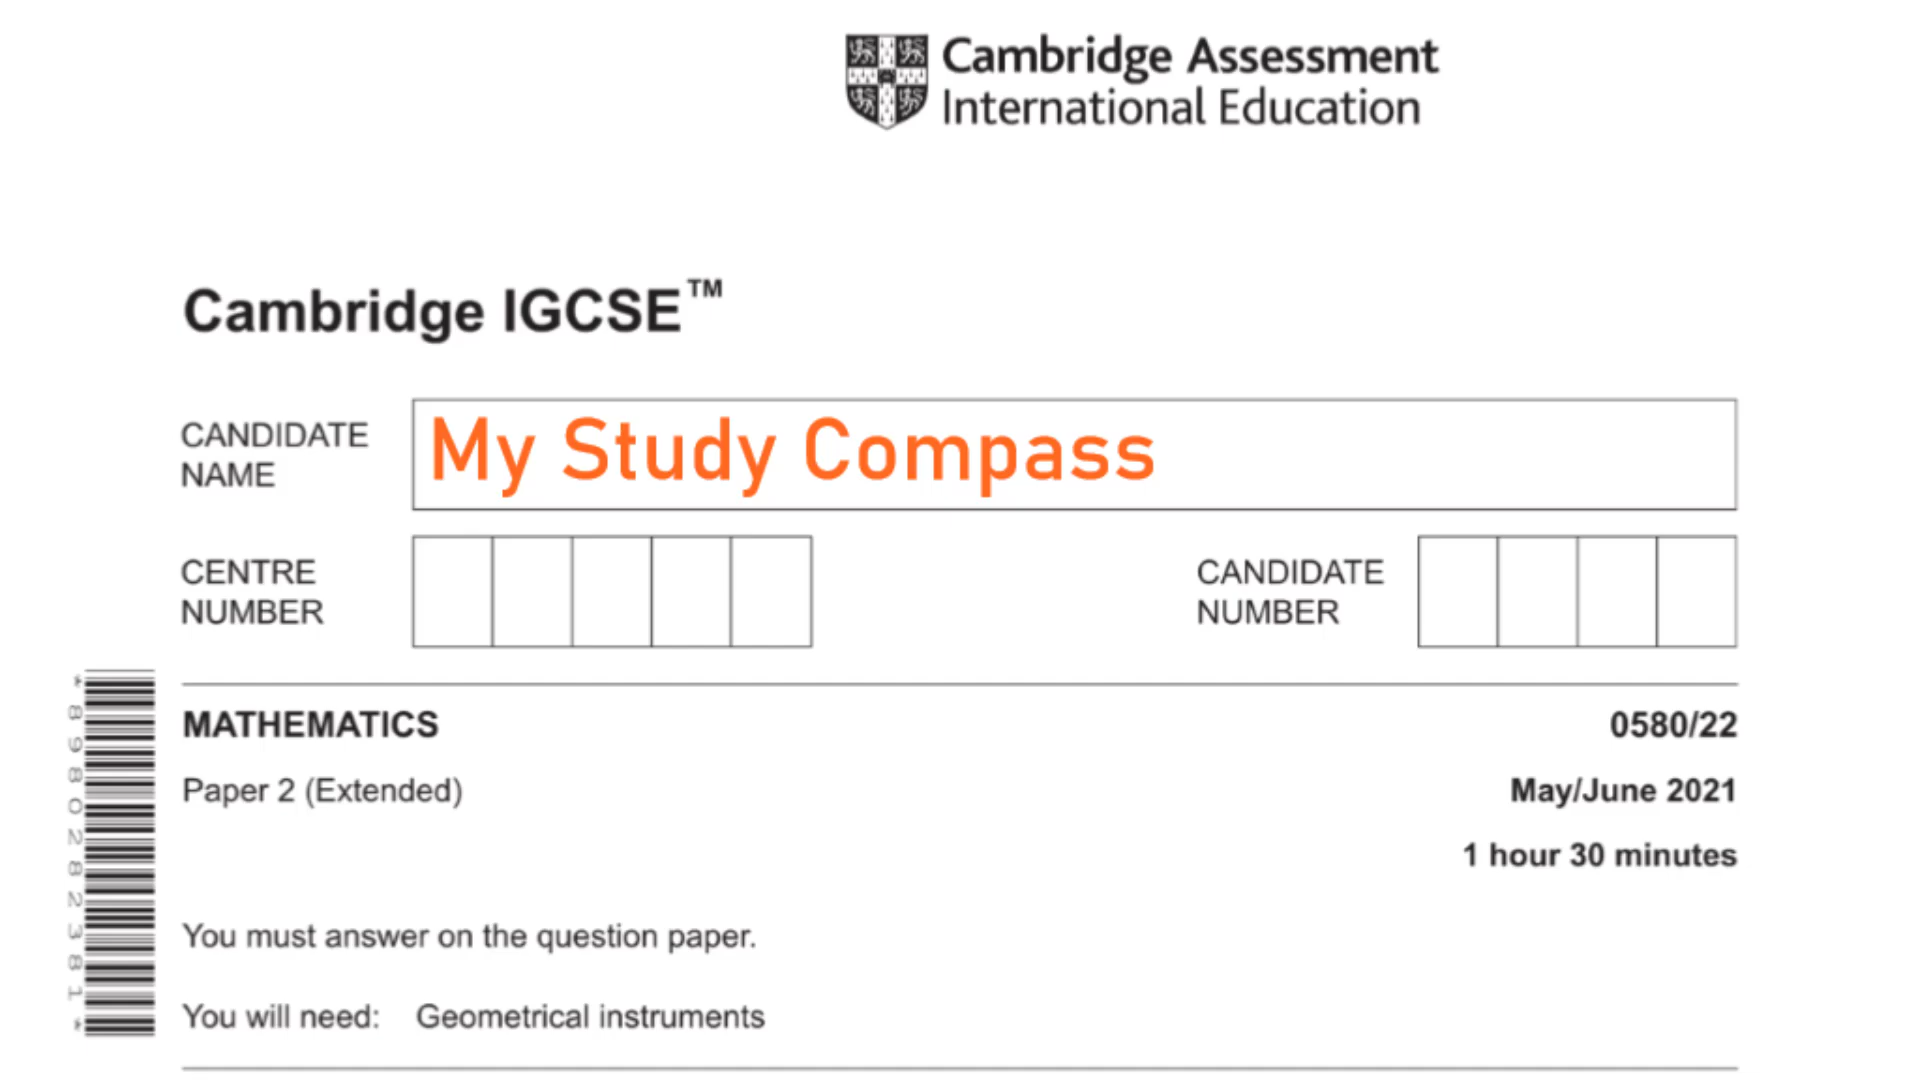 Cambridge Assessment
International Education
Cambridge IGCSE™
CANDIDATE
NAME
My Study Compass
CENTRE
NUMBER
CANDIDATE
NUMBER
MATHEMATICS
0580/22
Paper 2 (Extended)
May/June 2021
1 hour 30 minutes
You must answer on the question paper.
You will need: Geometrical instruments
*8980282381*